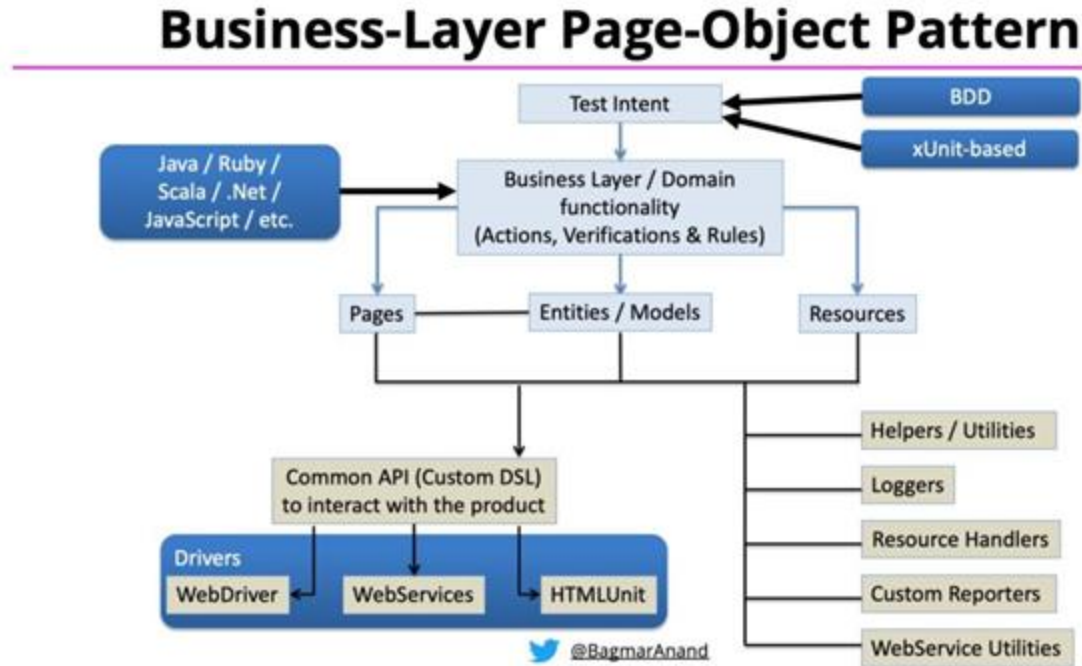 Business-Layer Page-Object Pattern
Test Intent
BDD
xUnit-based
Java / Ruby /
Scala / .Net /
JavaScript / etc.
Business Layer / Domain
functionality
(Actions, Verifications & Rules)
Pages
Entities / Models
Resources
Helpers / Utilities
Common API (Custom DSL)
to interact with the product
Loggers
Resource Handlers
Drivers
WebDriver
WebServices
HTMLUnit
Custom Reporters
WebService Utilities
@BagmarAnand